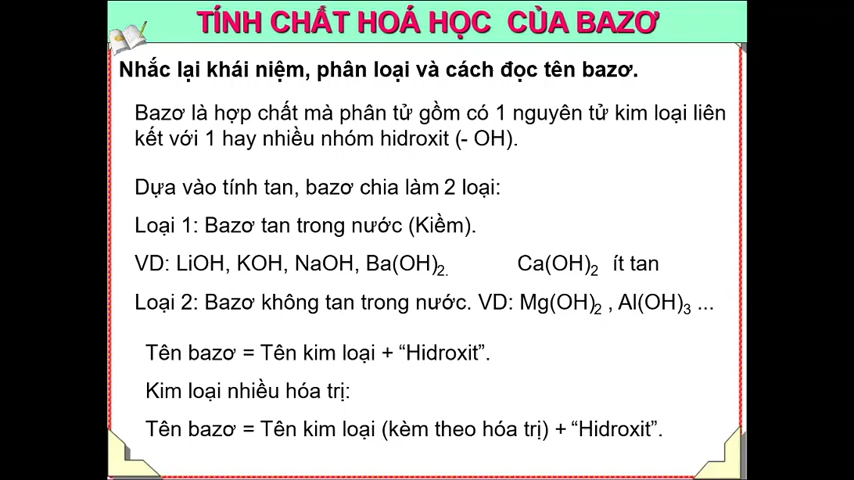 TÍNH CHẤT HOÁ HỌC CỦA BAZƠ
Nhắc lại khái niệm, phân loại và cách đọc tên bazơ.
Bazơ là hợp chất mà phân tử gồm có 1 nguyên tử kim loại liên
kết với 1 hay nhiều nhóm hidroxit (- OH).
Dựa vào tính tan, bazơ chia làm 2 loại:
Loại 1: Bazơ tan trong nước (Kiềm).
VD: LiOH, KOH, NaOH, Ba(OH)₂. Ca(OH)₂ ít tan
Loại 2: Bazơ không tan trong nước. VD: Mg(OH)₂ , Al(OH)₃ ...
Tên bazơ = Tên kim loại + “Hidroxit”.
Kim loại nhiều hóa trị:
Tên bazơ = Tên kim loại (kèm theo hóa trị) + “Hidroxit”.